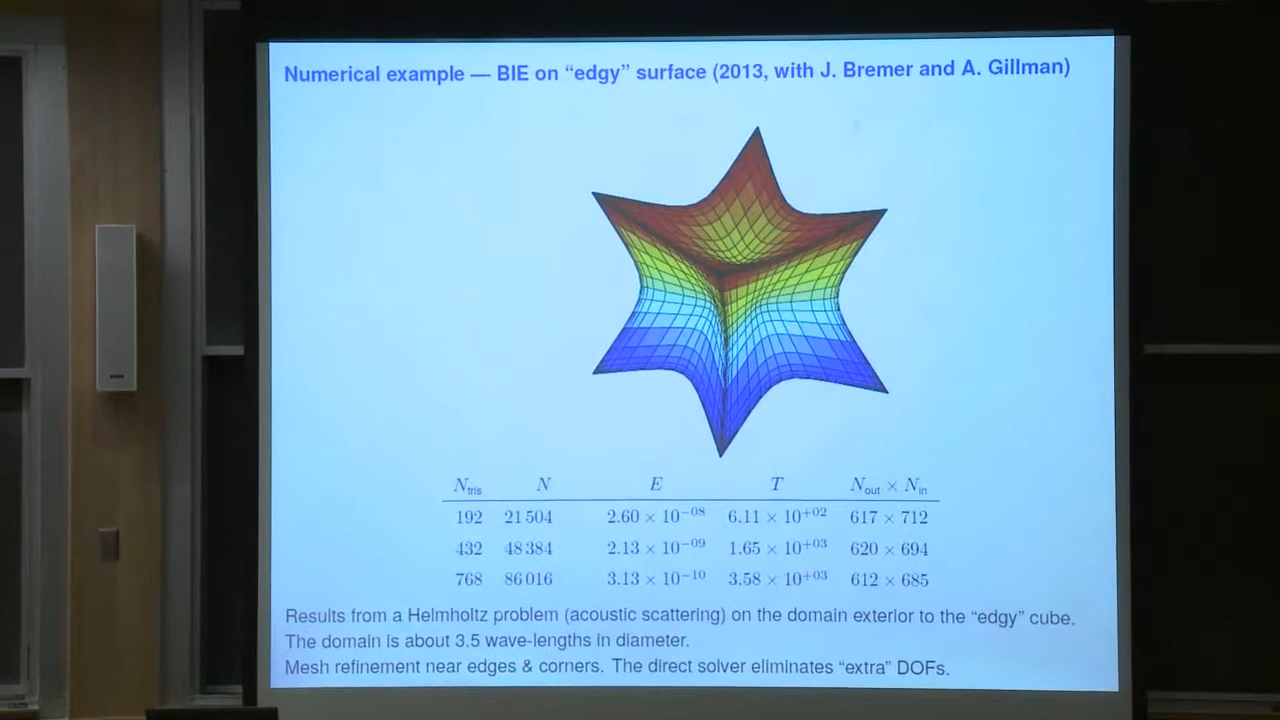 Numerical example — BIE on “edgy” surface (2013, with J. Bremer and A. Gillman)
N_tris N E T N_out × N_in
192 21 504 2.60 × 10^−08 6.11 × 10^+02 617 × 712
432 48 384 2.13 × 10^−09 1.65 × 10^+03 620 × 694
768 86 016 3.13 × 10^−10 3.58 × 10^+03 612 × 685
Results from a Helmholtz problem (acoustic scattering) on the domain exterior to the “edgy” cube.
The domain is about 3.5 wave-lengths in diameter.
Mesh refinement near edges & corners. The direct solver eliminates “extra” DOFs.